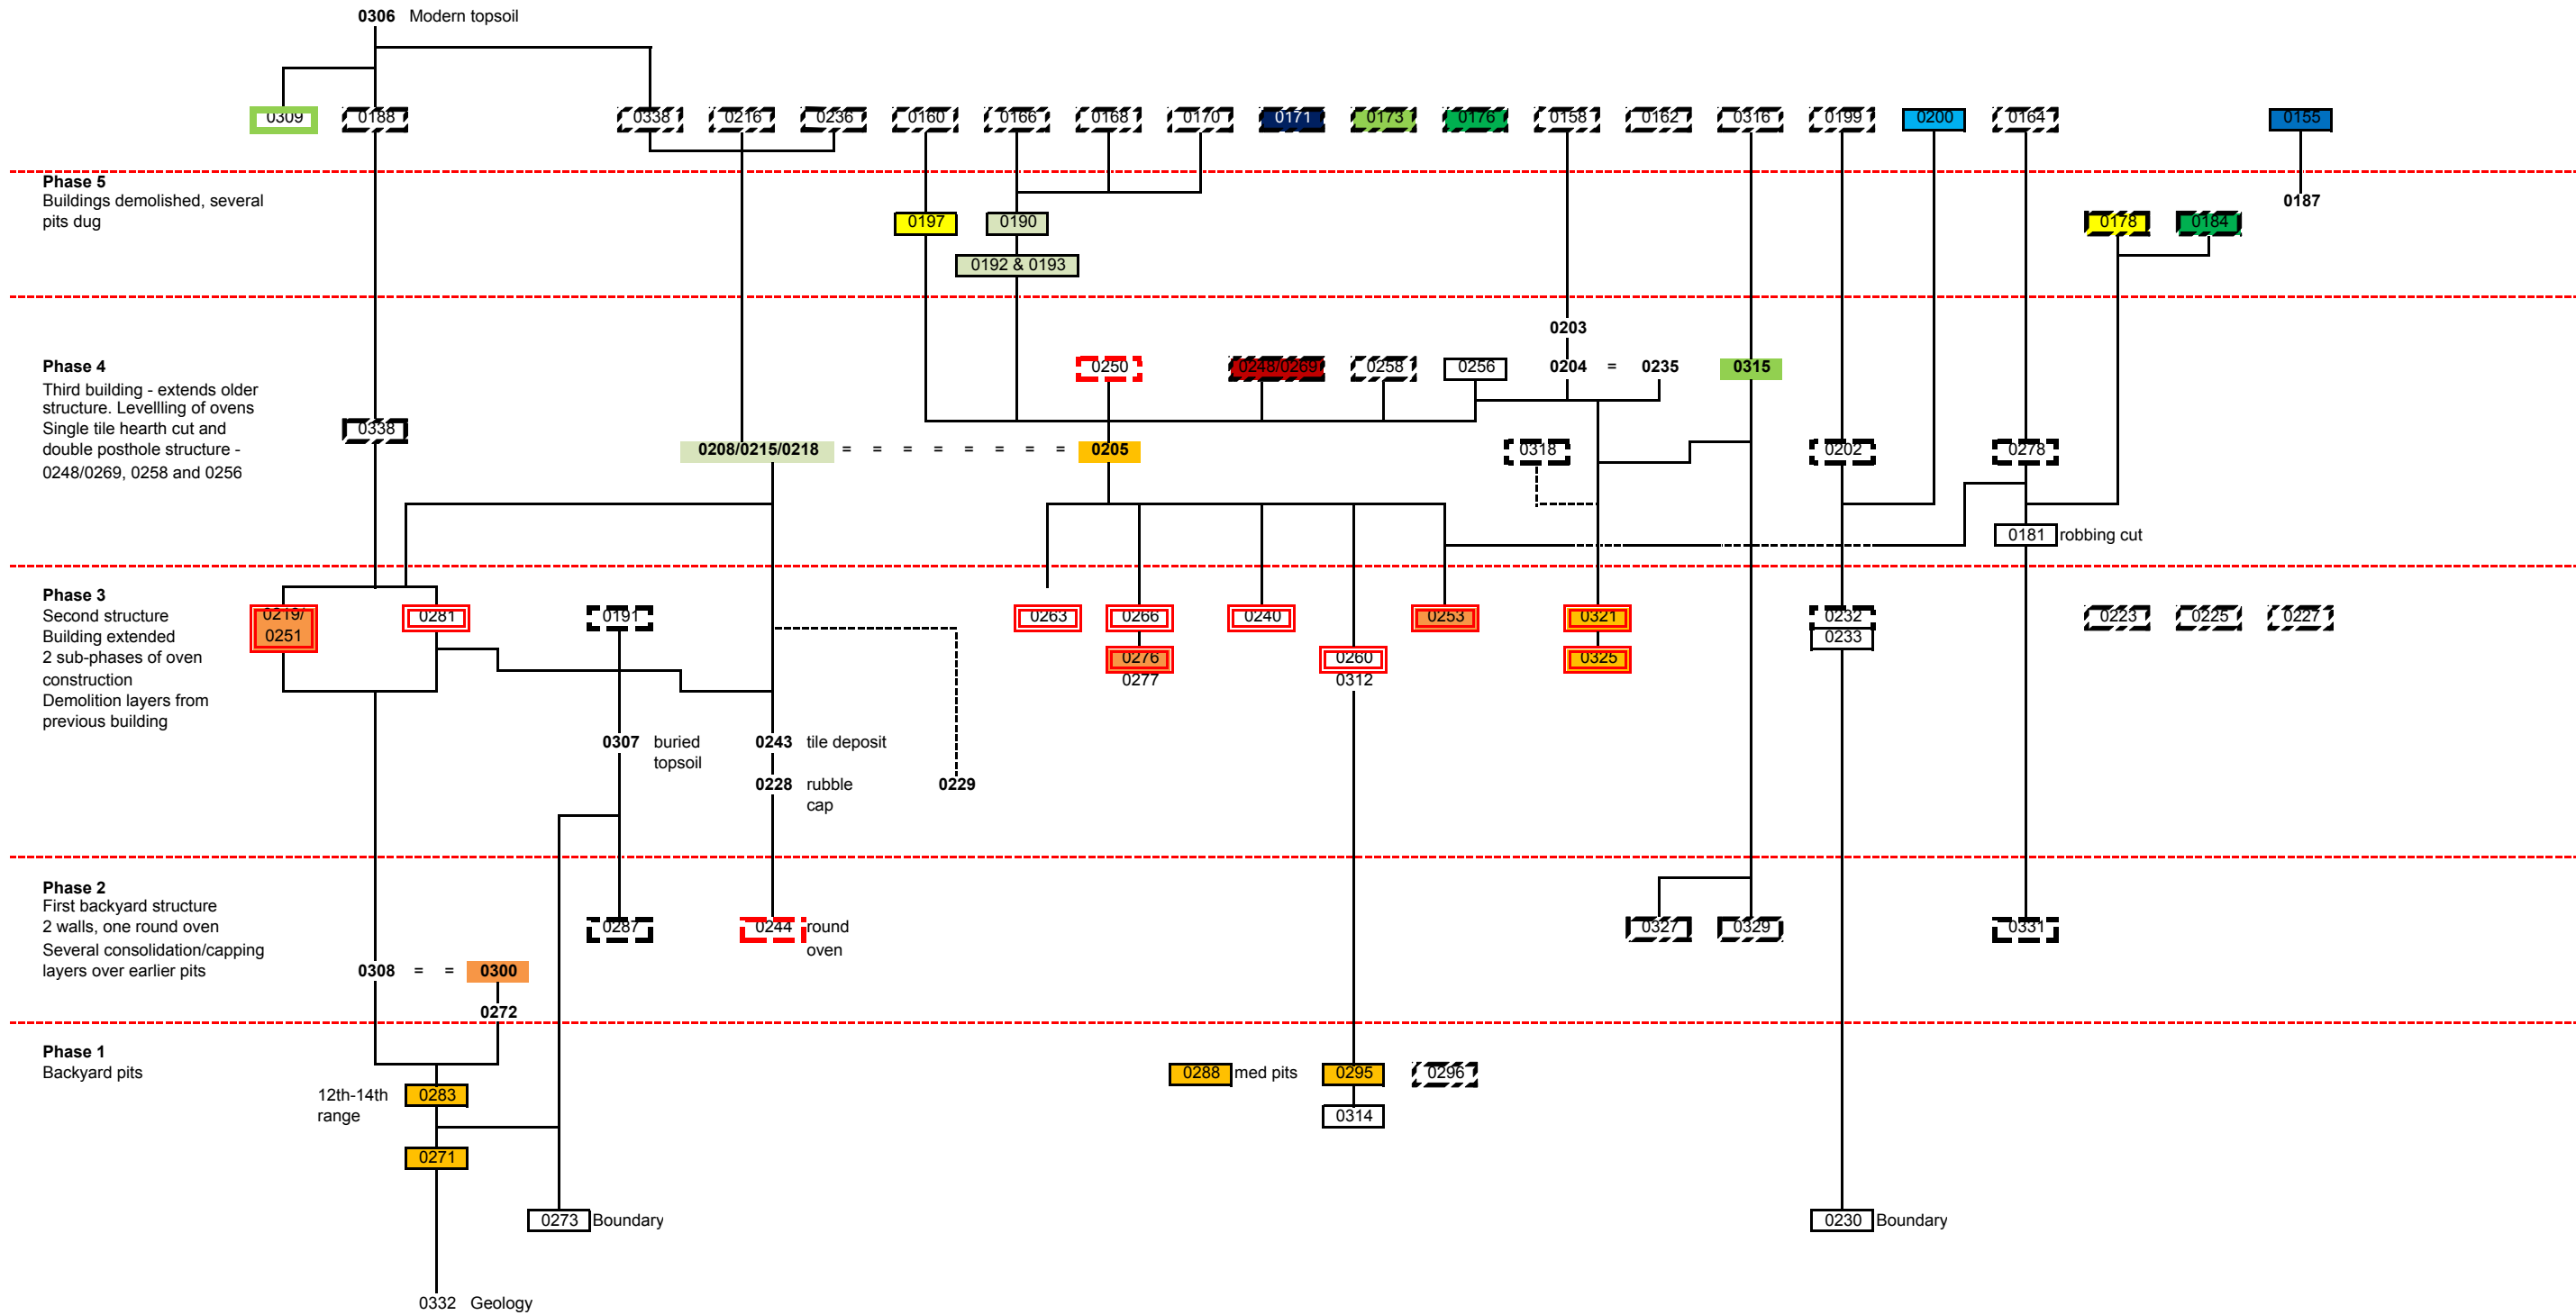 0306 Modern topsoil
0309 0188 0338 0216 0236 0160 0166 0168 0170 0171 0173 0176 0158 0162 0316 0199 0200 0164 0155
Phase 5
Buildings demolished, several
pits dug
0187
0197 0190 0178 0184
0192 & 0193
0203
Phase 4
0250 0248/0269 0258 0256 0204 = 0235 0315
Third building - extends older
structure. Levellling of ovens
Single tile hearth cut and
double posthole structure -
0248/0269, 0258 and 0256
0338
0208/0215/0218 = = = = = = = = 0205 0318 0202 0278
0181 robbing cut
Phase 3
Second structure
Building extended
2 sub-phases of oven
construction
Demolition layers from
previous building
0219/
0251
0281 0191 0263 0266 0240 0253 0321 0232 0223 0225 0227
0233
0276 0260 0325
0277 0312
0307 buried
topsoil
0243 tile deposit
0228 rubble
cap
0229
Phase 2
First backyard structure
2 walls, one round oven
Several consolidation/capping
layers over earlier pits
0287 0244 round
oven
0327 0329 0331
0308 = = 0300
0272
Phase 1
Backyard pits
0288 med pits 0295 0296
12th-14th
range
0283
0314
0271
0273 Boundary 0230 Boundary
0332 Geology